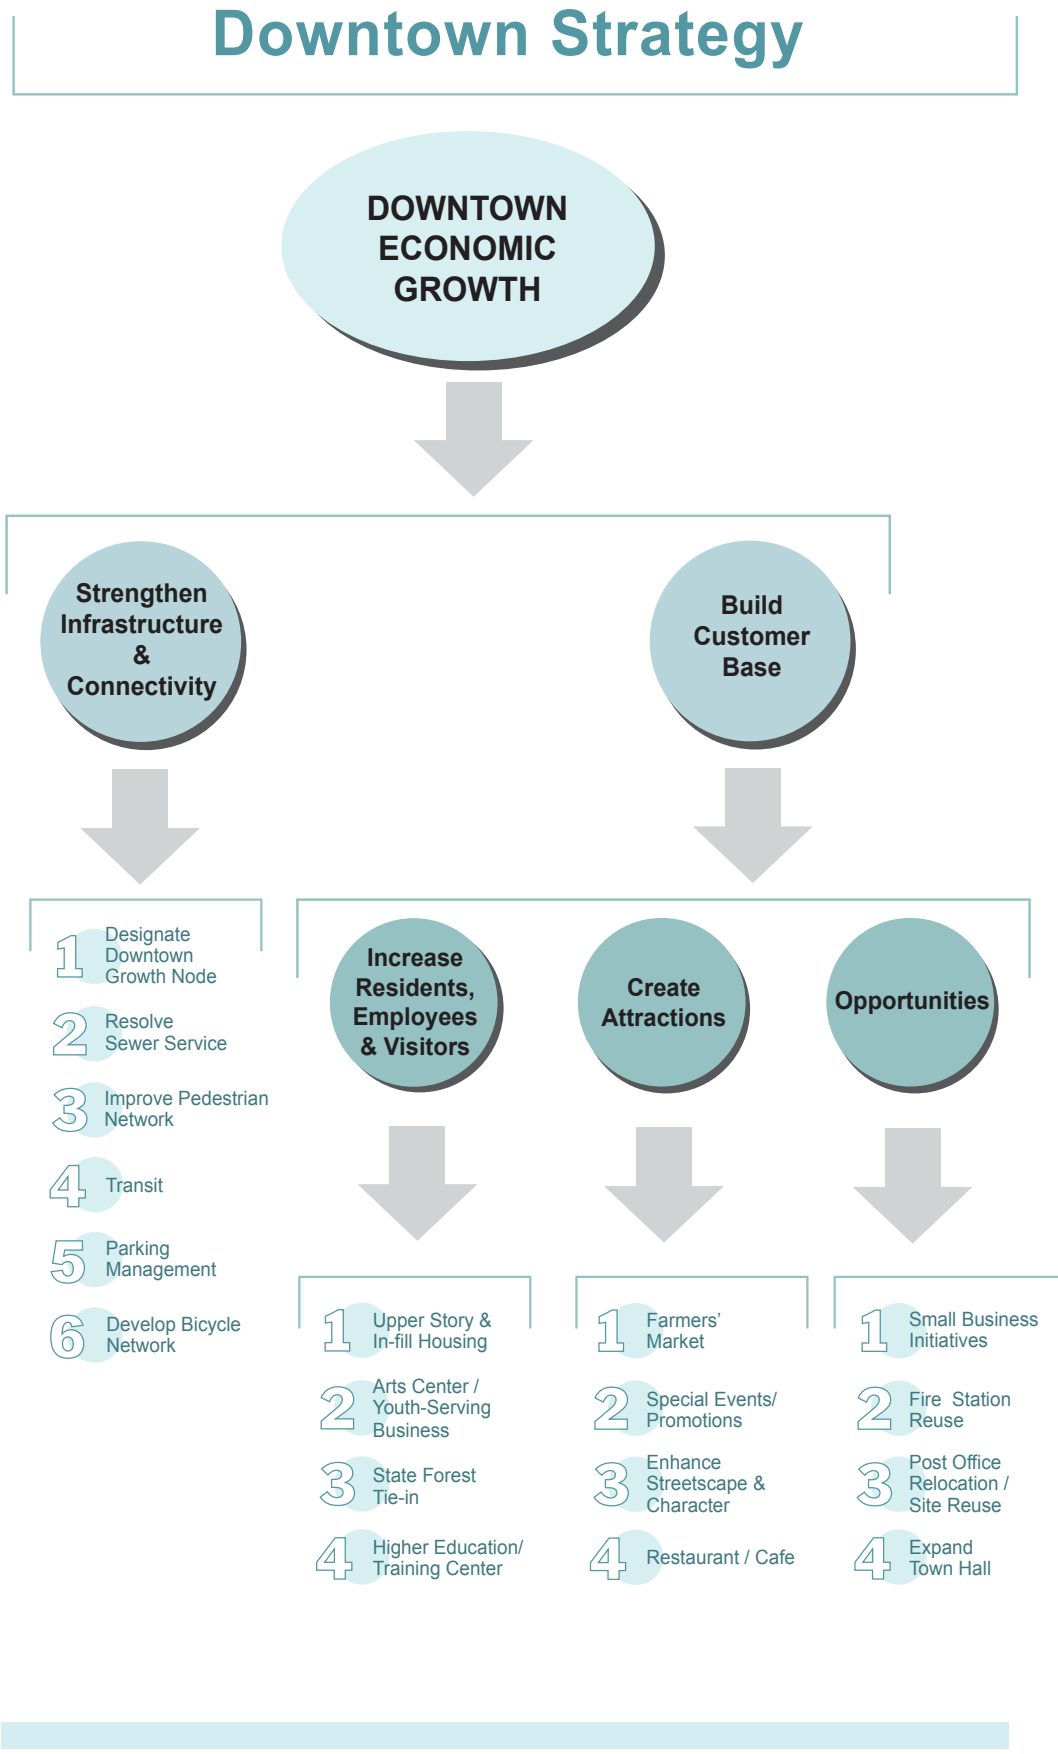 Downtown Strategy
DOWNTOWN
ECONOMIC
GROWTH
Strengthen
Infrastructure
&
Connectivity
Build
Customer
Base
1 Designate
Downtown
Growth Node
2 Resolve
Sewer Service
3 Improve Pedestrian
Network
4 Transit
5 Parking
Management
6 Develop Bicycle
Network
Increase
Residents,
Employees
& Visitors
Create
Attractions
Opportunities
1 Upper Story &
In-fill Housing
2 Arts Center /
Youth-Serving
Business
3 State Forest
Tie-in
4 Higher Education/
Training Center
1 Farmers’
Market
2 Special Events/
Promotions
3 Enhance
Streetscape &
Character
4 Restaurant / Cafe
1 Small Business
Initiatives
2 Fire Station
Reuse
3 Post Office
Relocation /
Site Reuse
4 Expand
Town Hall